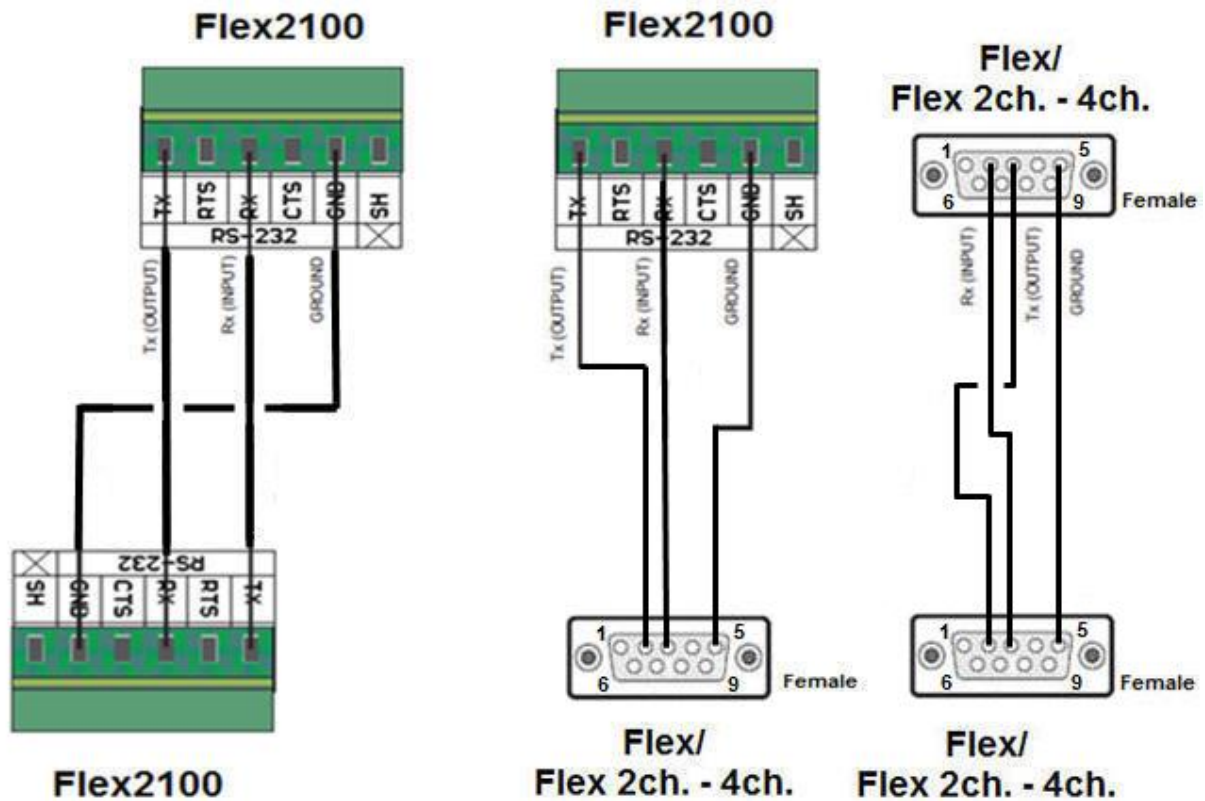 Flex2100
TX RTS RX CTS GND SH
RS-232
Tx (OUTPUT)
Rx (INPUT)
GROUND
RS-232
SH GND CTS RX RTS TX
Flex2100
Flex2100
TX RTS RX CTS GND SH
RS-232
Tx (OUTPUT)
Rx (INPUT)
GROUND
1 5
6 9 Female
Flex/
Flex 2ch. - 4ch.
Flex/
Flex 2ch. - 4ch.
1 5
6 9 Female
Rx (INPUT)
Tx (OUTPUT)
GROUND
1 5
6 9 Female
Flex/
Flex 2ch. - 4ch.